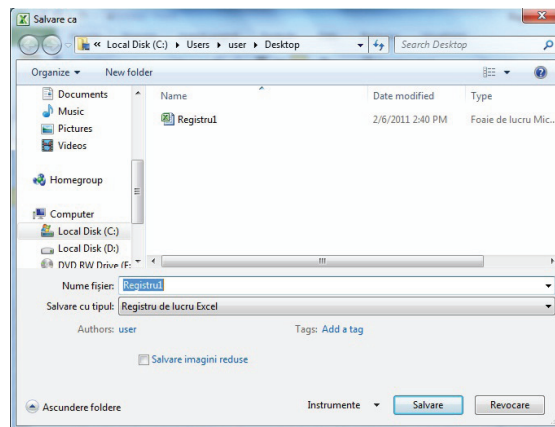 Salvare ca
« Local Disk (C:) ▸ Users ▸ user ▸ Desktop
Search Desktop
Organize
New folder
Documents
Music
Pictures
Videos
Homegroup
Computer
Local Disk (C:)
Local Disk (D:)
DVD RW Drive (E:
Name
Date modified
Type
Registru1
2/6/2011 2:40 PM
Foaie de lucru Mic...
Nume fișier:
Registru1
Salvare cu tipul:
Registru de lucru Excel
Authors: user
Tags: Add a tag
Salvare imagini reduse
Ascundere foldere
Instrumente
Salvare
Revocare